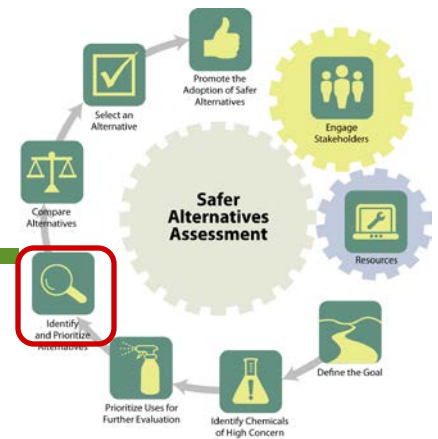 Promote the
Adoption of Safer
Alternatives
Select an
Alternative
Engage
Stakeholders
Safer
Alternatives
Assessment
Compare
Alternatives
Resources
Identify
and Prioritize
Alternatives
Define the Goal
Prioritize Uses for
Further Evaluation
Identify Chemicals
of High Concern